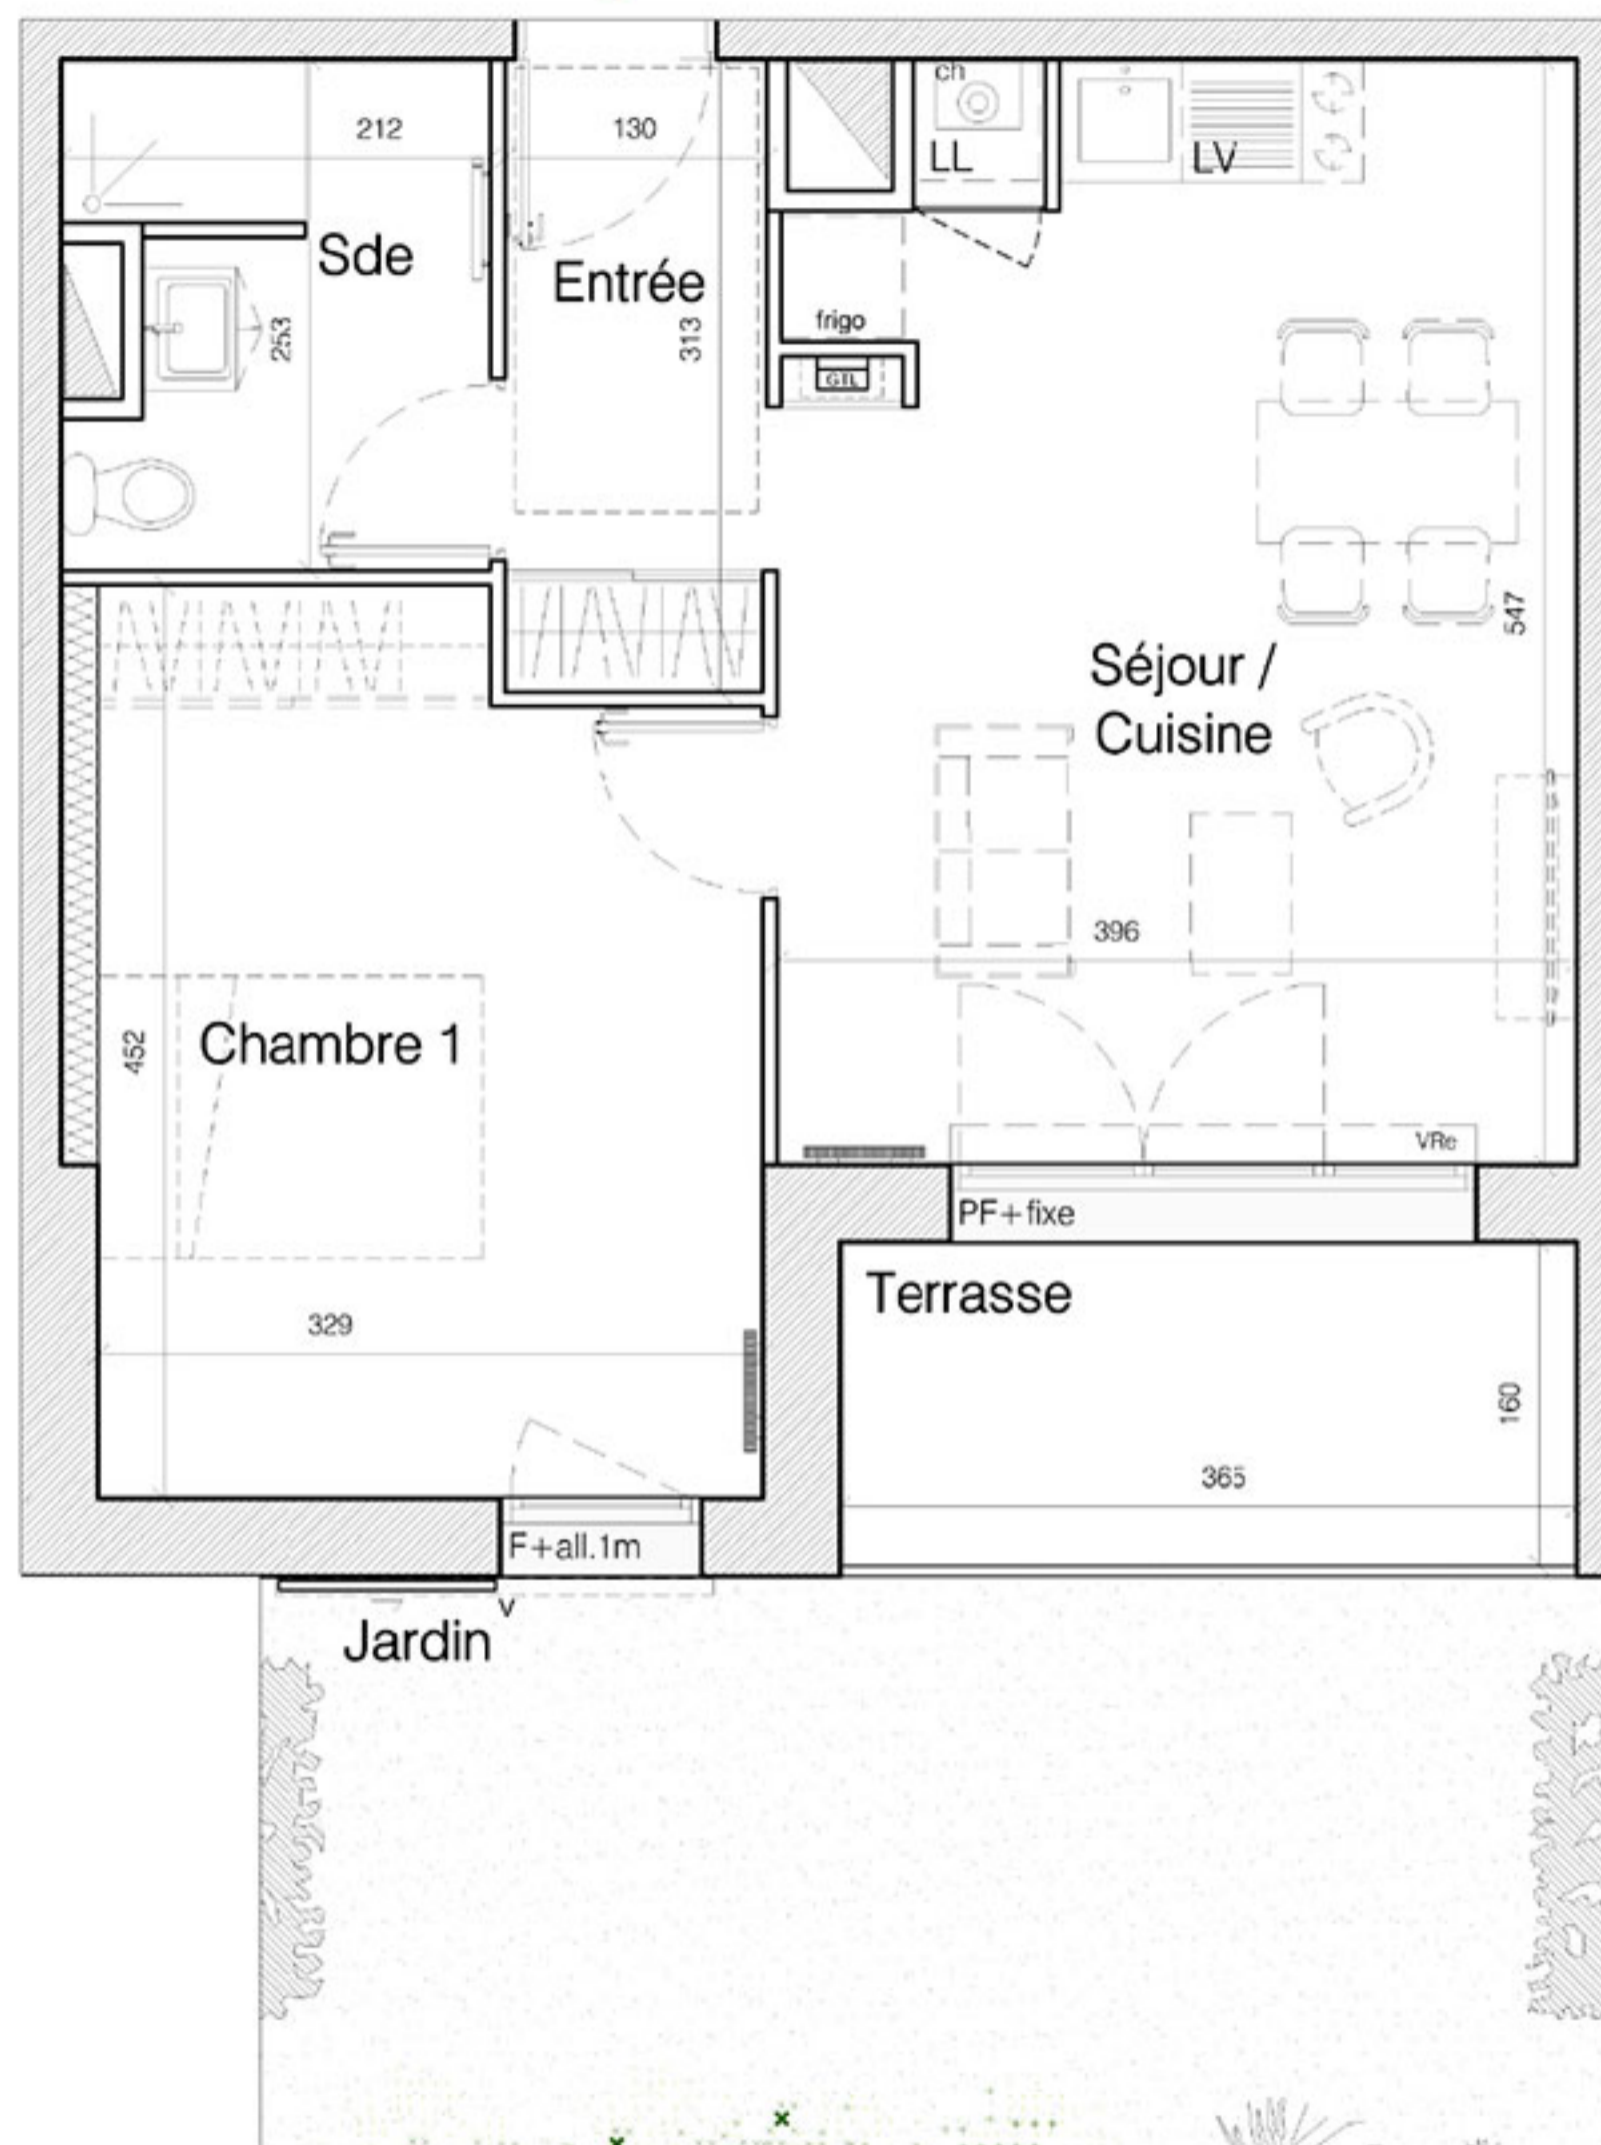 ch
212
130
LL
LV
Sde
Entrée
253
313
frigo
GTL
547
Séjour /
Cuisine
396
452
Chambre 1
VRe
PF+fixe
Terrasse
329
160
365
F+all.1m
V
Jardin